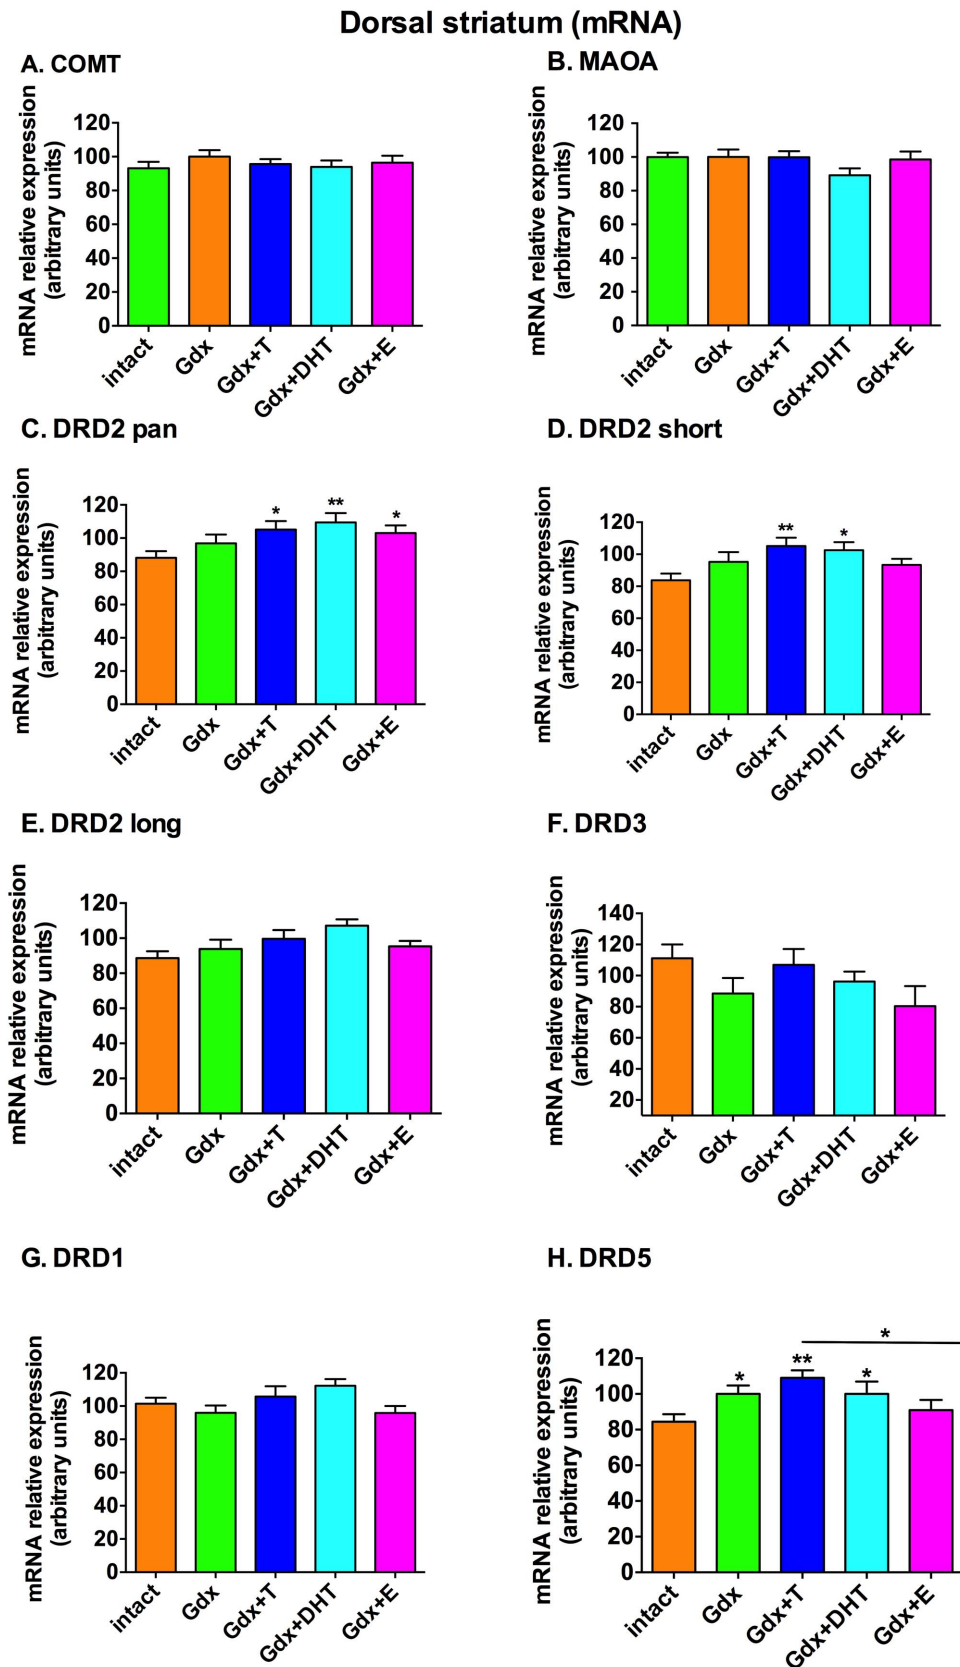 Dorsal striatum (mRNA)
A. COMT
mRNA relative expression
(arbitrary units)
120
100
80
60
40
20
0
intact
Gdx
Gdx+T
Gdx+DHT
Gdx+E
B. MAOA
mRNA relative expression
(arbitrary units)
120
100
80
60
40
20
0
intact
Gdx
Gdx+T
Gdx+DHT
Gdx+E
C. DRD2 pan
mRNA relative expression
(arbitrary units)
120
100
80
60
40
20
0
*
**
*
intact
Gdx
Gdx+T
Gdx+DHT
Gdx+E
D. DRD2 short
mRNA relative expression
(arbitrary units)
120
100
80
60
40
20
0
**
*
intact
Gdx
Gdx+T
Gdx+DHT
Gdx+E
E. DRD2 long
mRNA relative expression
(arbitrary units)
120
100
80
60
40
20
0
intact
Gdx
Gdx+T
Gdx+DHT
Gdx+E
F. DRD3
mRNA relative expression
(arbitrary units)
140
120
100
80
60
40
20
intact
Gdx
Gdx+T
Gdx+DHT
Gdx+E
G. DRD1
mRNA relative expression
(arbitrary units)
120
100
80
60
40
20
0
intact
Gdx
Gdx+T
Gdx+DHT
Gdx+E
H. DRD5
mRNA relative expression
(arbitrary units)
120
100
80
60
40
20
0
*
*
**
*
intact
Gdx
Gdx+T
Gdx+DHT
Gdx+E